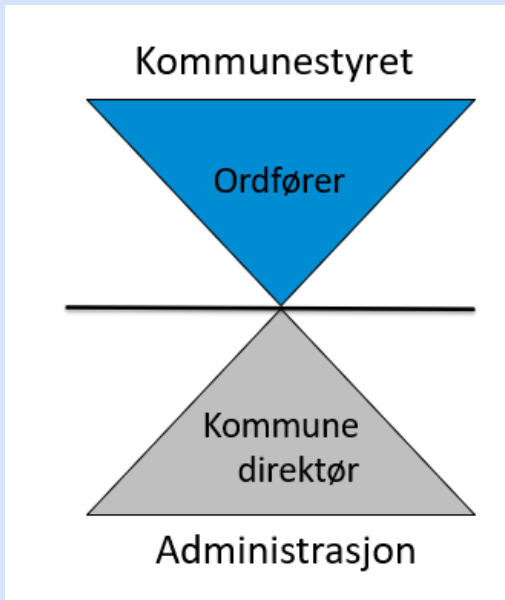 Kommunestyret
Ordfører
Kommune
direktør
Administrasjon